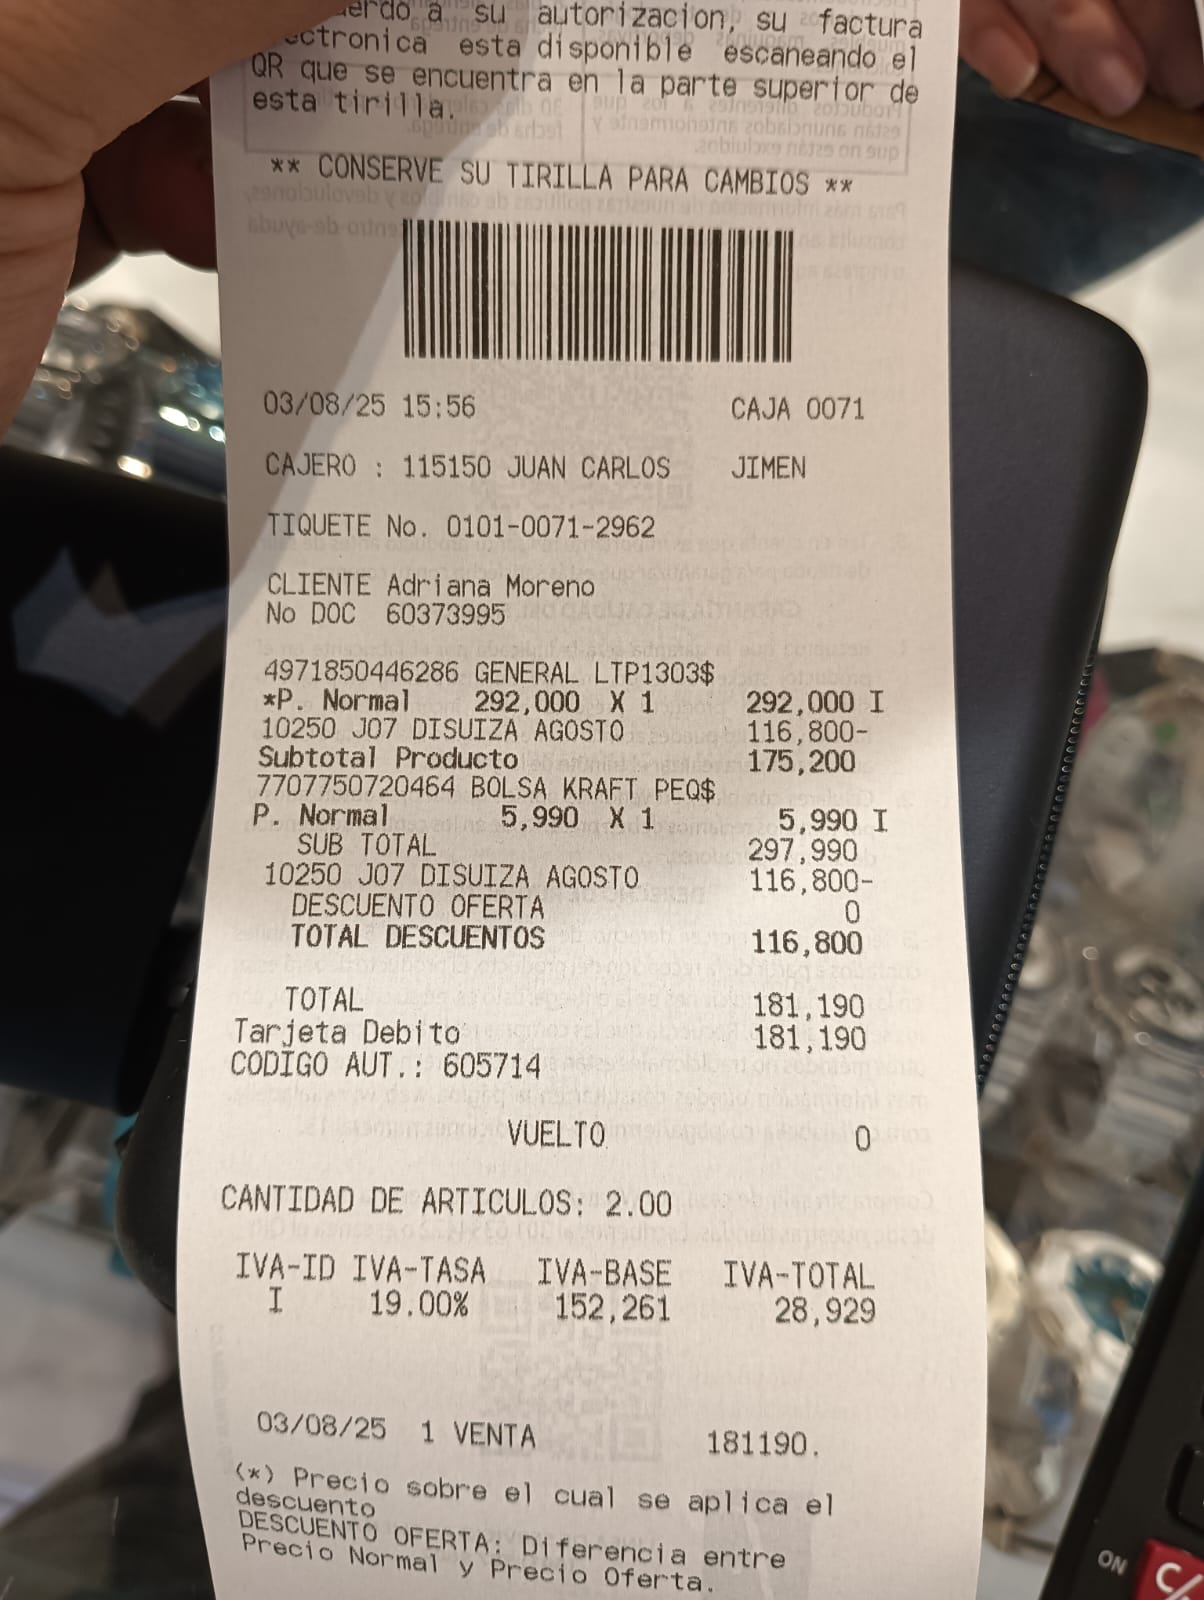 a su autorizacion, su factura
esta disponible escaneando el
QR que se encuentra en la parte superior de
esta tirilla.
** CONSERVE SU TIRILLA PARA CAMBIOS **
03/08/25 15:56 CAJA 0071
CAJERO : 115150 JUAN CARLOS JIMEN
TIQUETE No. 0101-0071-2962
CLIENTE Adriana Moreno
No DOC 60373995
4971850446286 GENERAL LTP1303$
*P. Normal 292,000 X 1 292,000 I
10250 J07 DISUIZA AGOSTO 116,800-
Subtotal Producto 175,200
7707750720464 BOLSA KRAFT PEQ$
P. Normal 5,990 X 1 5,990 I
SUB TOTAL 297,990
10250 J07 DISUIZA AGOSTO 116,800-
DESCUENTO OFERTA 0
TOTAL DESCUENTOS 116,800
TOTAL 181,190
Tarjeta Debito 181,190
CODIGO AUT.: 605714
VUELTO 0
CANTIDAD DE ARTICULOS: 2.00
IVA-ID IVA-TASA IVA-BASE IVA-TOTAL
I 19.00% 152,261 28,929
03/08/25 1 VENTA 181190.
(*) Precio sobre el cual se aplica el
descuento
DESCUENTO OFERTA: Diferencia entre
Precio Normal y Precio Oferta.
ON